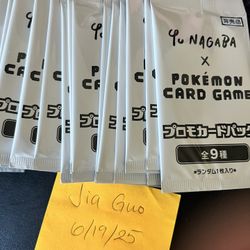 非売品
Yu NAGABA
×
POKÉMON
CARD GAME
プロモカードパック
全9種
※ランダム1枚入り※
Jia Guo
6/19/25